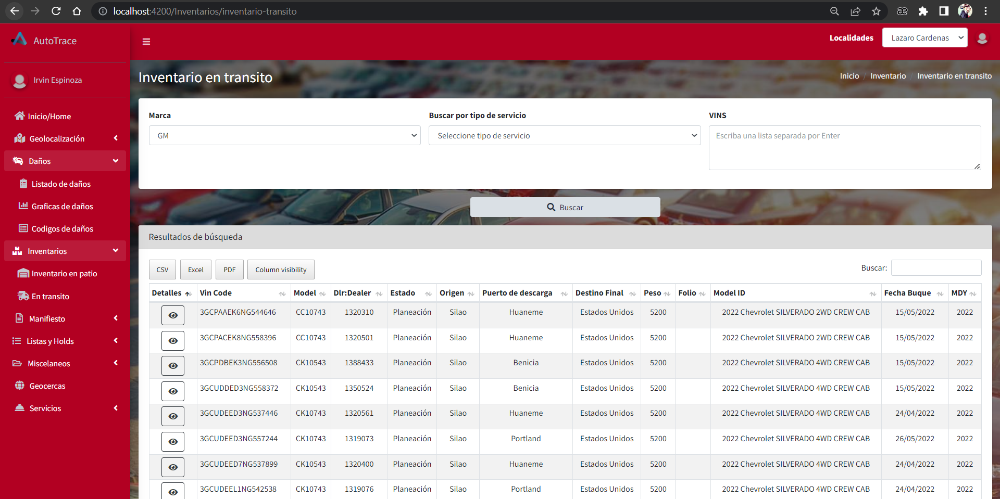 localhost:4200/Inventarios/inventario-transito
AutoTrace
Localidades
Lazaro Cardenas
Irvin Espinoza
Inicio/Home
Geolocalización
Daños
Listado de daños
Graficas de daños
Codigos de daños
Inventarios
Inventario en patio
En transito
Manifiesto
Listas y Holds
Miscelaneos
Geocercas
Servicios
Inventario en transito
Inicio / Inventario / Inventario en transito
Marca
GM
Buscar por tipo de servicio
Seleccione tipo de servicio
VINS
Escriba una lista separada por Enter
Buscar
Resultados de búsqueda
CSV Excel PDF Column visibility
Buscar:
Detalles Vin Code Model Dlr:Dealer Estado Origen Puerto de descarga Destino Final Peso Folio Model ID Fecha Buque MDY
3GCPAAEK6NG544646 CC10743 1320310 Planeación Silao Huaneme Estados Unidos 5200 2022 Chevrolet SILVERADO 2WD CREW CAB 15/05/2022 2022
3GCPACEK8NG558396 CC10743 1320501 Planeación Silao Huaneme Estados Unidos 5200 2022 Chevrolet SILVERADO 2WD CREW CAB 15/05/2022 2022
3GCPDBEK3NG556508 CK10543 1388433 Planeación Silao Benicia Estados Unidos 5200 2022 Chevrolet SILVERADO 4WD CREW CAB 15/05/2022 2022
3GCUDDED3NG558372 CK10543 1350524 Planeación Silao Benicia Estados Unidos 5200 2022 Chevrolet SILVERADO 4WD CREW CAB 15/05/2022 2022
3GCUDEED3NG537446 CK10743 1320561 Planeación Silao Huaneme Estados Unidos 5200 2022 Chevrolet SILVERADO 4WD CREW CAB 24/04/2022 2022
3GCUDEED3NG557244 CK10743 1319073 Planeación Silao Portland Estados Unidos 5200 2022 Chevrolet SILVERADO 4WD CREW CAB 26/05/2022 2022
3GCUDEED7NG537899 CK10543 1320400 Planeación Silao Huaneme Estados Unidos 5200 2022 Chevrolet SILVERADO 4WD CREW CAB 24/04/2022 2022
3GCUDEEL1NG542538 CK10743 1319076 Planeación Silao Portland Estados Unidos 5200 2022 Chevrolet SILVERADO 4WD CREW CAB 24/04/2022 2022